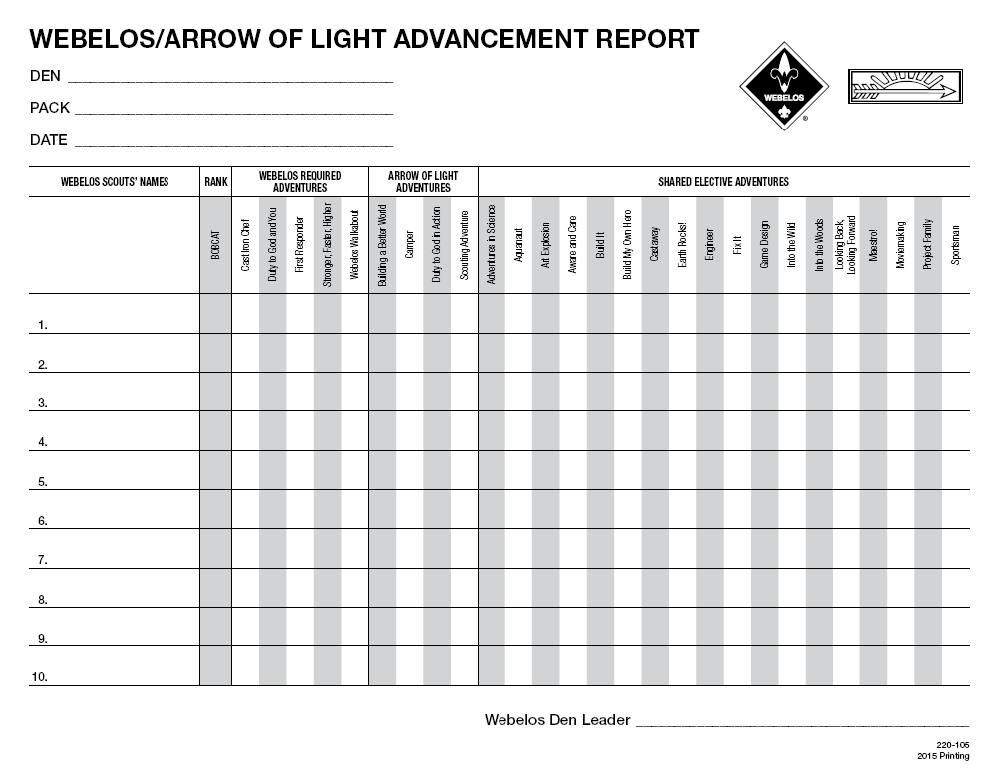 WEBELOS/ARROW OF LIGHT ADVANCEMENT REPORT
DEN
PACK
DATE
WEBELOS
®
WEBELOS SCOUTS' NAMES
RANK
WEBELOS REQUIRED
ADVENTURES
ARROW OF LIGHT
ADVENTURES
SHARED ELECTIVE ADVENTURES
BOBCAT
Cast Iron Chef
Duty to God and You
First Responder
Stronger, Faster, Higher
Webelos Walkabout
Building a Better World
Camper
Duty to God in Action
Scouting Adventure
Adventures in Science
Aquanaut
Art Explosion
Aware and Care
Build It
Build My Own Hero
Castaway
Earth Rocks!
Engineer
Fix It
Game Design
Into the Wild
Into the Woods
Looking Back,
Looking Forward
Maestro!
Moviemaking
Project Family
Sportsman
1.
2.
3.
4.
5.
6.
7.
8.
9.
10.
Webelos Den Leader
220-105
2015 Printing